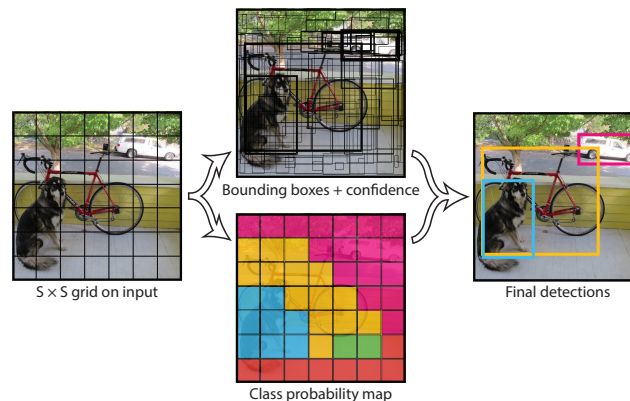 Bounding boxes + confidence
S × S grid on input
Final detections
Class probability map